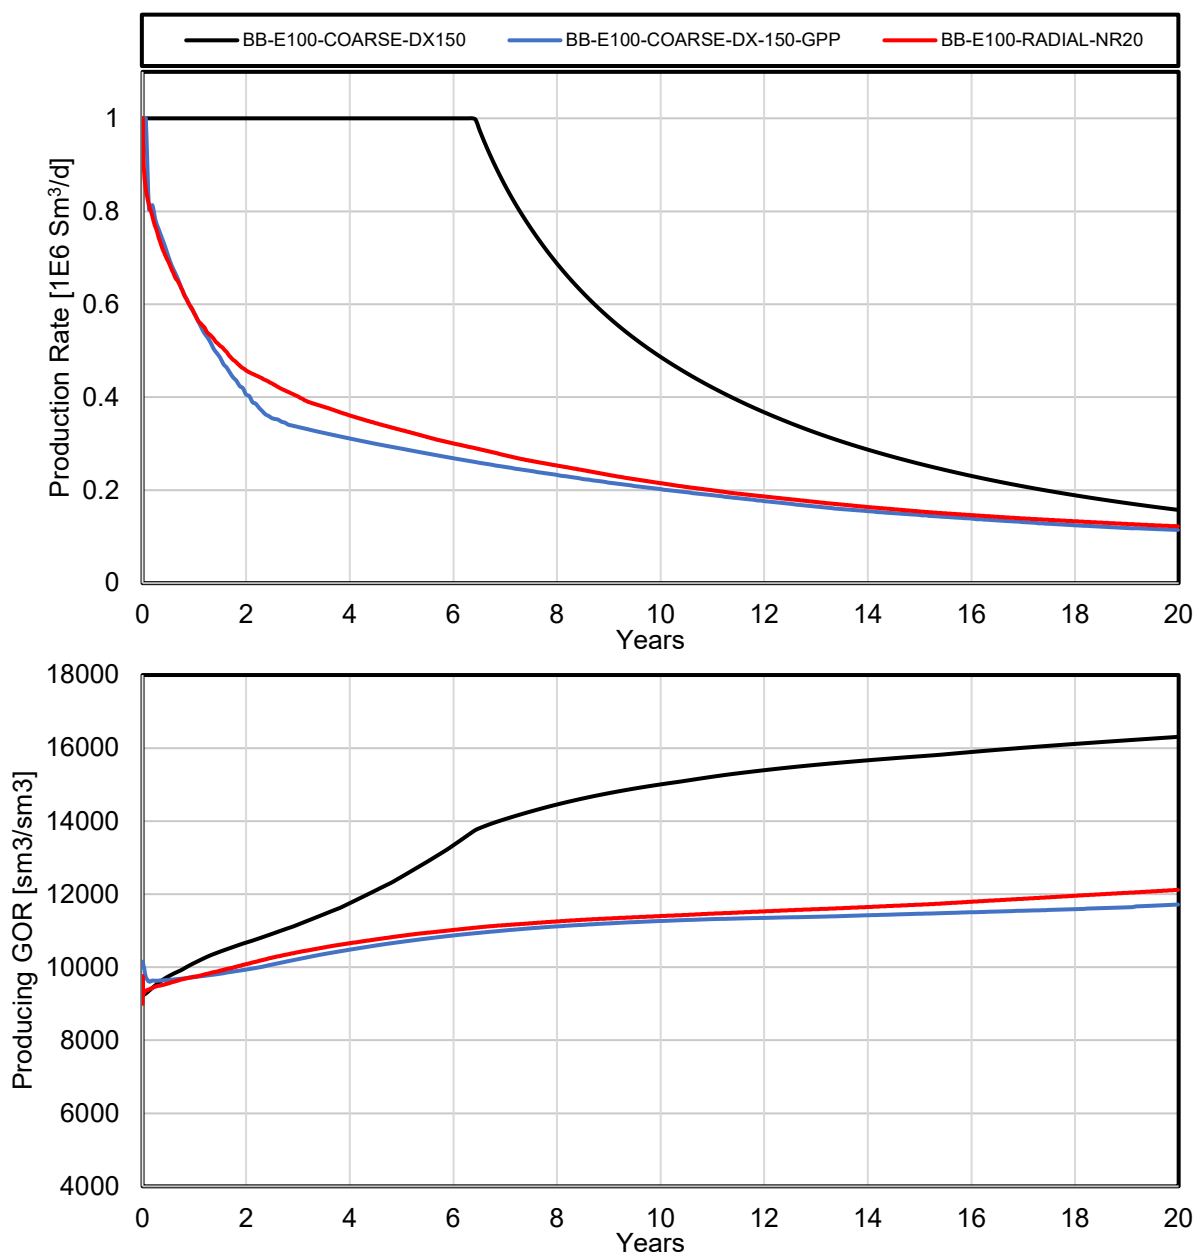 BB-E100-COARSE-DX150 BB-E100-COARSE-DX-150-GPP BB-E100-RADIAL-NR20
Production Rate [1E6 Sm³/d]
1
0.8
0.6
0.4
0.2
0
0 2 4 6 8 10 12 14 16 18 20
Years
Producing GOR [sm3/sm3]
18000
16000
14000
12000
10000
8000
6000
4000
0 2 4 6 8 10 12 14 16 18 20
Years